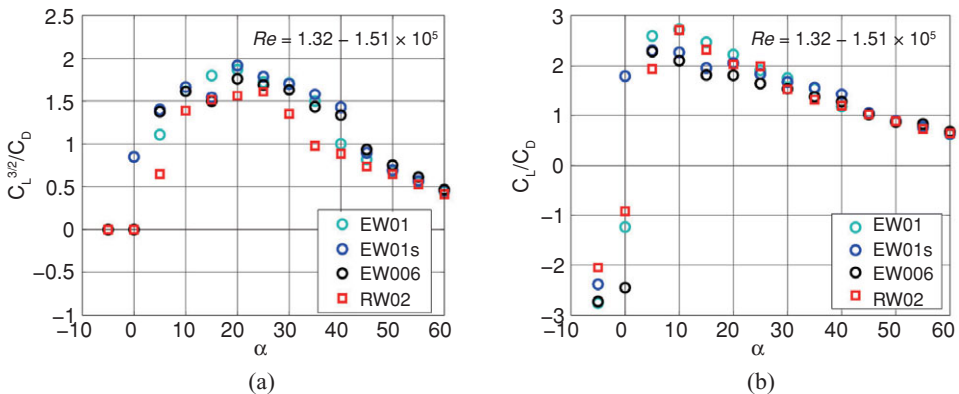 2.5
2
1.5
1
0.5
0
−0.5
−1
C_L^{3/2}/C_D
Re = 1.32 – 1.51 × 10^5
EW01
EW01s
EW006
RW02
−10 0 10 20 30 40 50 60
α
(a)
3
2
1
0
−1
−2
−3
C_L/C_D
Re = 1.32 – 1.51 × 10^5
EW01
EW01s
EW006
RW02
−10 0 10 20 30 40 50 60
α
(b)